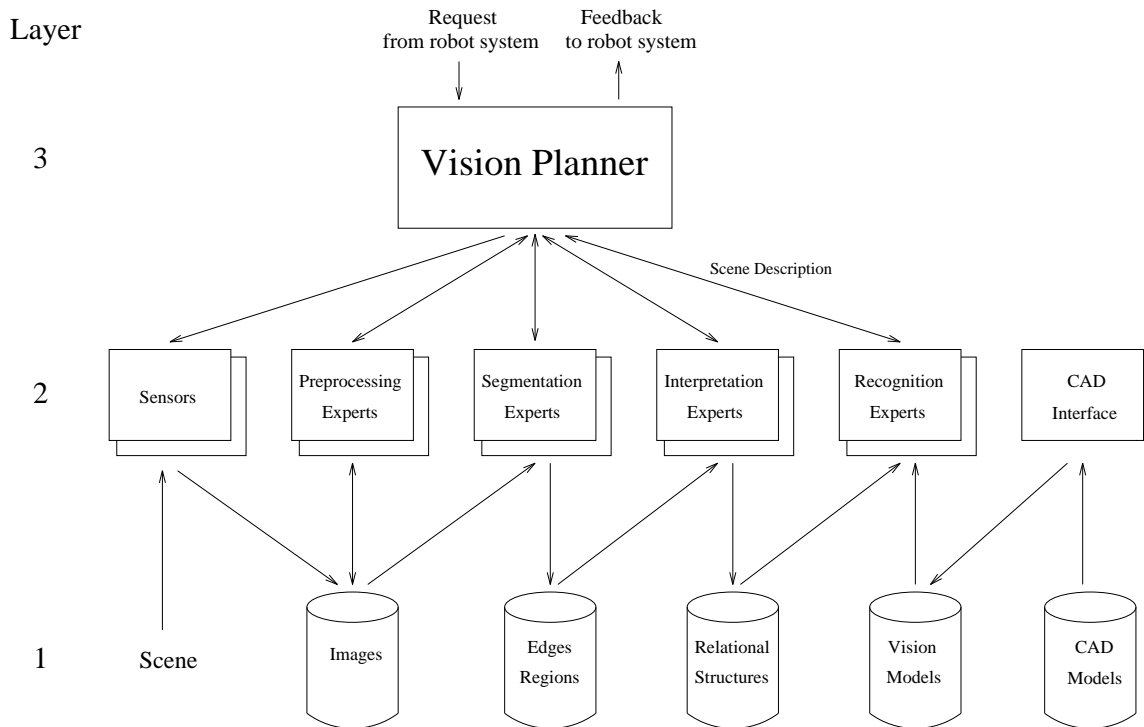 Layer
Request
from robot system
Feedback
to robot system
3
Vision Planner
Scene Description
2
Sensors
Preprocessing
Experts
Segmentation
Experts
Interpretation
Experts
Recognition
Experts
CAD
Interface
1
Scene
Images
Edges
Regions
Relational
Structures
Vision
Models
CAD
Models